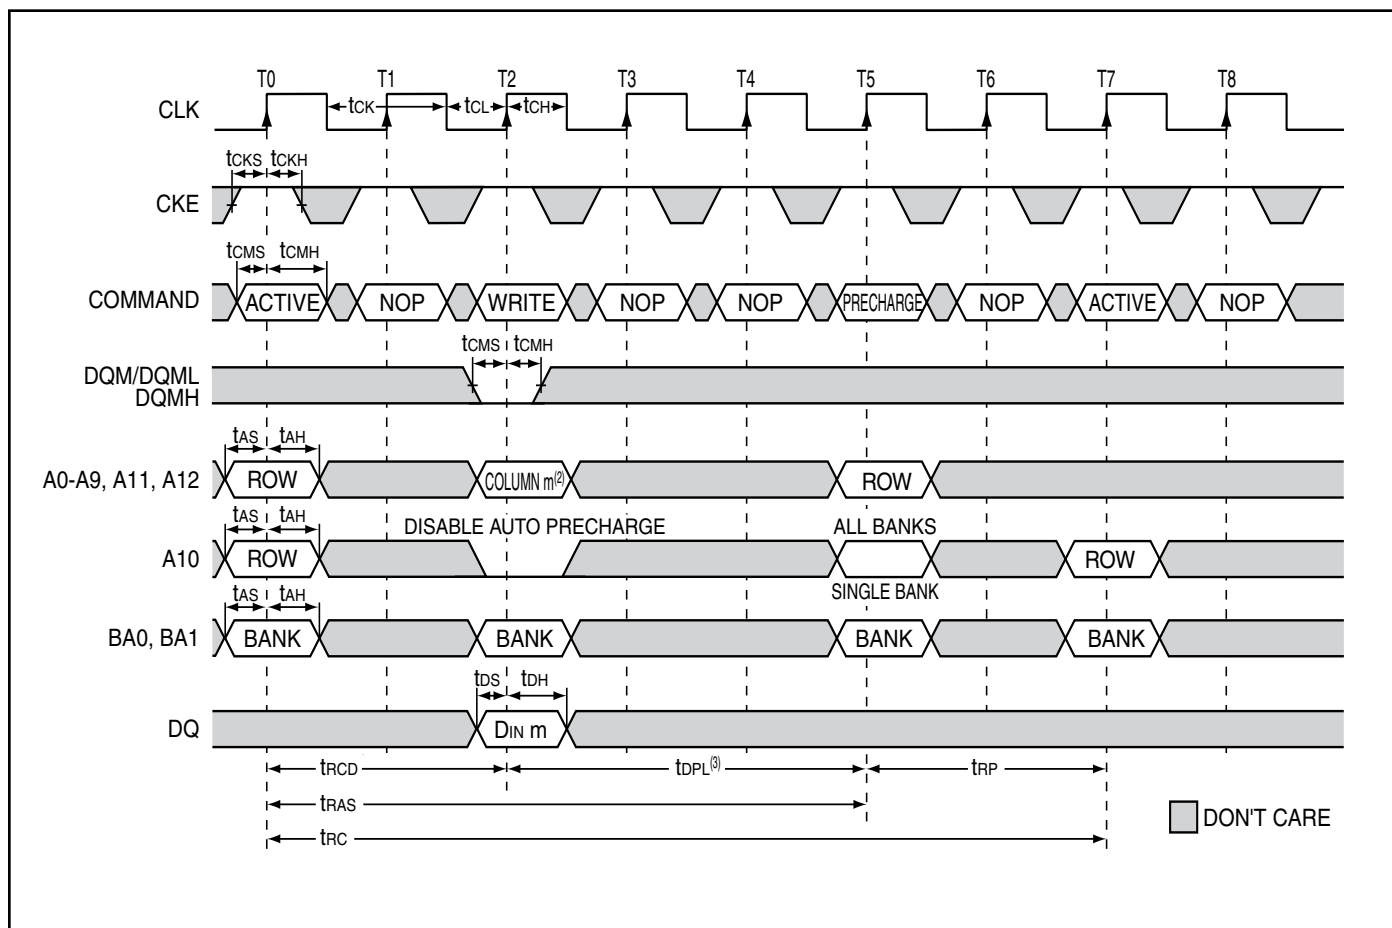 T0 T1 T2 T3 T4 T5 T6 T7 T8
CLK tCK tCL tCH
tCKS tCKH
CKE
tCMS tCMH
COMMAND ACTIVE NOP WRITE NOP NOP PRECHARGE NOP ACTIVE NOP
tCMS tCMH
DQM/DQML
DQMH
tAS tAH
A0-A9, A11, A12 ROW COLUMN m(2) ROW
tAS tAH DISABLE AUTO PRECHARGE ALL BANKS
A10 ROW ROW
tAS tAH SINGLE BANK
BA0, BA1 BANK BANK BANK BANK
tDS tDH
DQ DIN m
tRCD tDPL(3) tRP
tRAS
tRC
DON'T CARE